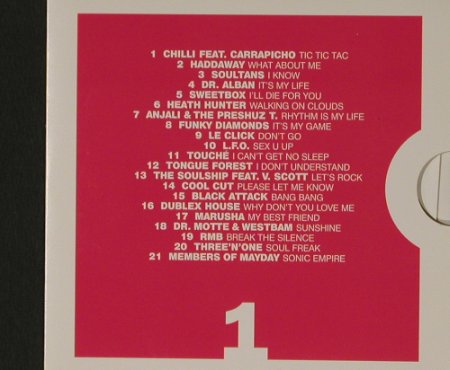 1 CHILLI FEAT. CARRAPICHO TIC TIC TAC
2 HADDAWAY WHAT ABOUT ME
3 SOULTANS I KNOW
4 DR. ALBAN IT'S MY LIFE
5 SWEETBOX I'LL DIE FOR YOU
6 HEATH HUNTER WALKING ON CLOUDS
7 ANJALI & THE PRESHUZ T. RHYTHM IS MY LIFE
8 FUNKY DIAMONDS IT'S MY GAME
9 LE CLICK DON'T GO
10 L.F.O. SEX U UP
11 TOUCHÉ I CAN'T GET NO SLEEP
12 TONGUE FOREST I DON'T UNDERSTAND
13 THE SOULSHIP FEAT. V. SCOTT LET'S ROCK
14 COOL CUT PLEASE LET ME KNOW
15 BLACK ATTACK BANG BANG
16 DUBLEX HOUSE WHY DON'T YOU LOVE ME
17 MARUSHA MY BEST FRIEND
18 DR. MOTTE & WESTBAM SUNSHINE
19 RMB BREAK THE SILENCE
20 THREE'N'ONE SOUL FREAK
21 MEMBERS OF MAYDAY SONIC EMPIRE
1